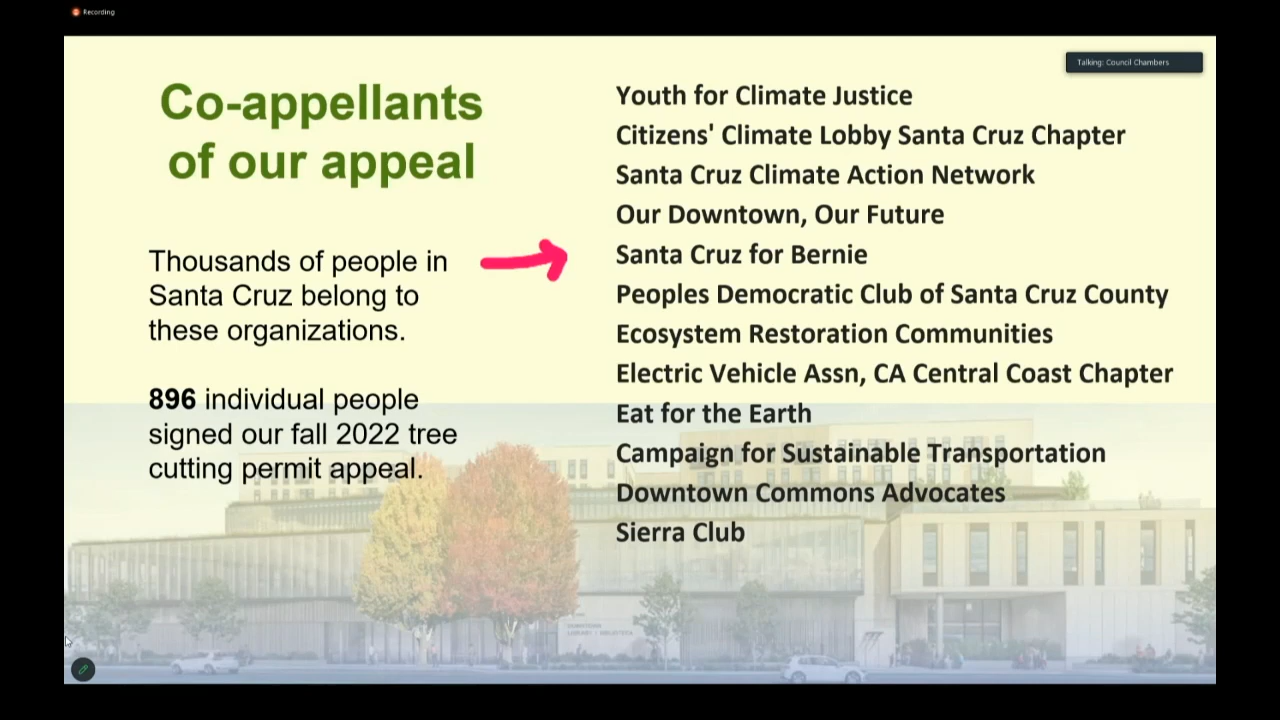 Recording
Talking: Council Chambers
Co-appellants
of our appeal
Thousands of people in
Santa Cruz belong to
these organizations.
896 individual people
signed our fall 2022 tree
cutting permit appeal.
Youth for Climate Justice
Citizens' Climate Lobby Santa Cruz Chapter
Santa Cruz Climate Action Network
Our Downtown, Our Future
Santa Cruz for Bernie
Peoples Democratic Club of Santa Cruz County
Ecosystem Restoration Communities
Electric Vehicle Assn, CA Central Coast Chapter
Eat for the Earth
Campaign for Sustainable Transportation
Downtown Commons Advocates
Sierra Club
DOWNTOWN
LIBRARY / BIBLIOTECA